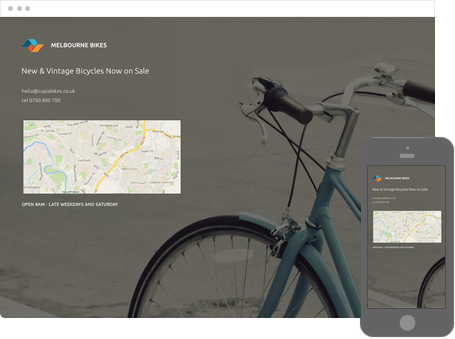 MELBOURNE BIKES
New & Vintage Bicycles Now on Sale
hello@cupiabikes.co.uk
tel 0700 800 700
OPEN 8AM - LATE WEEKDAYS AND SATURDAY
MELBOURNE BIKES
New & Vintage Bicycles Now on Sale